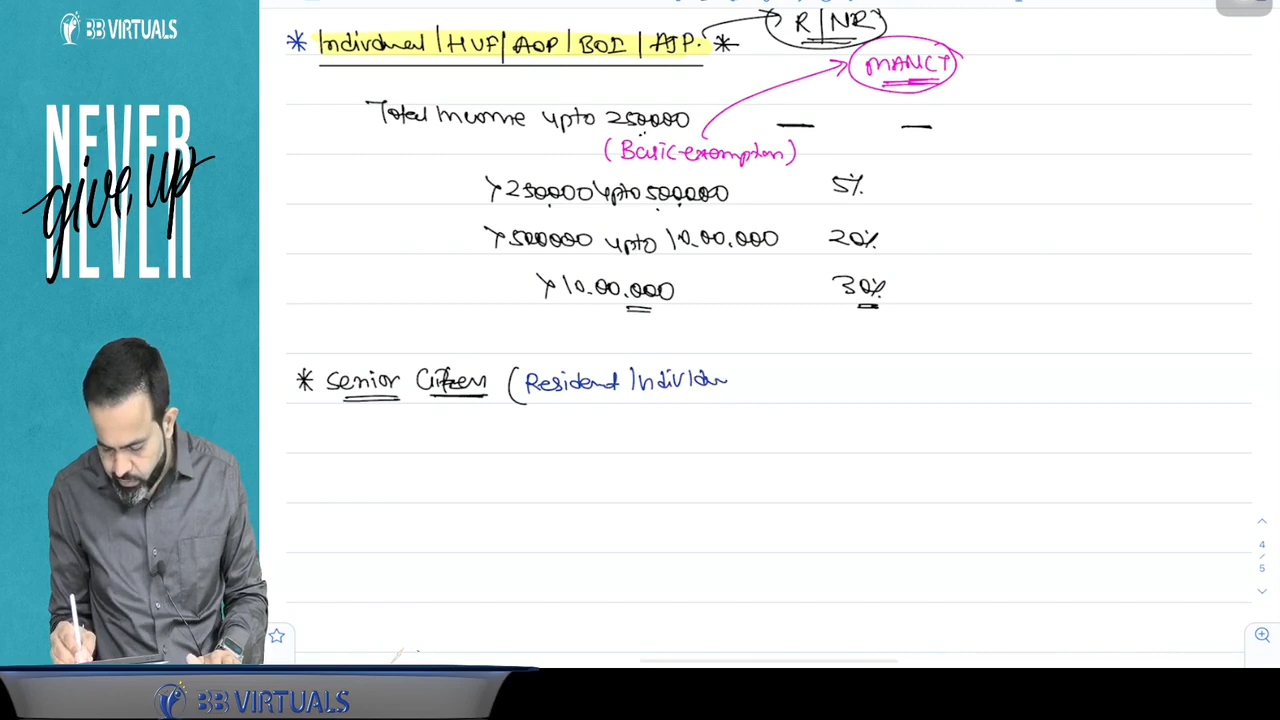 BB VIRTUALS
NEVER
give up
NEVER
* Individual | HUF | AOP | BOI | AJP. *
R | NR
MANCT
Total Income upto 250000 — —
(Basic exemption)
>250000 upto 500000 5%
>500000 upto 10,00,000 20%
>10,00,000 30%
* Senior Citizen (Resident Individu
4
/
5
BB VIRTUALS